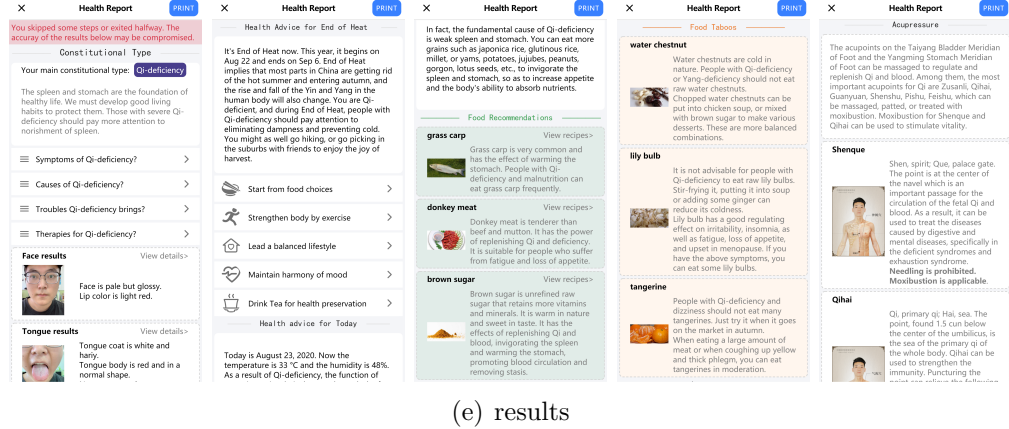 Health Report
PRINT
You skipped some steps or exited halfway. The
accuray of the results below may be compromised.
Constitutional Type
Your main constitutional type: Qi-deficiency
The spleen and stomach are the foundation of
healthy life. We must develop good living
habits to protect them. Those with severe Qi-
deficiency should pay more attention to
norishment of spleen.
Symptoms of Qi-deficiency?
Causes of Qi-deficiency?
Troubles Qi-deficiency brings?
Therapies for Qi-deficiency?
Face results View details>
Face is pale but glossy.
Lip color is light red.
Tongue results View details>
Tongue coat is white and
hariy.
Tongue body is red and in a
normal shape.
Health Report
PRINT
Health Advice for End of Heat
It's End of Heat now. This year, it begins on
Aug 22 and ends on Sep 6. End of Heat
implies that most parts in China are getting rid
of the hot summer and entering autumn, and
the rise and fall of the Yin and Yang in the
human body will also change. You are Qi-
deficient, and during End of Heat, people with
Qi-deficiency should pay attention to
eliminating dampness and preventing cold.
You might as well go hiking, or go picking in
the suburbs with friends to enjoy the joy of
harvest.
Start from food choices
Strengthen body by exercise
Lead a balanced lifestyle
Maintain harmony of mood
Drink Tea for health preservation
Health advice for Today
Today is August 23, 2020. Now the
temperature is 33 °C and the humidity is 48%.
As a result of Qi-deficiency, the function of
Health Report
PRINT
In fact, the fundamental cause of Qi-deficiency
is weak spleen and stomach. You can eat more
grains such as japonica rice, glutinous rice,
millet, or yams, potatoes, jujubes, peanuts,
gorgon, lotus seeds, etc., to invigorate the
spleen and stomach, so as to increase appetite
and the body's ability to absorb nutrients.
Food Recommendations
grass carp View recipes>
Grass carp is very common and
has the effect of warming the
stomach. People with Qi-
deficiency and malnutrition can
eat grass carp frequently.
donkey meat View recipes>
Donkey meat is tenderer than
beef and mutton. It has the power
of replenishing Qi and deficiency.
It is suitable for people who suffer
from fatigue and loss of appetite.
brown sugar View recipes>
Brown sugar is unrefined raw
sugar that retains more vitamins
and minerals. It is warm in nature
and sweet in taste. It has the
effects of replenishing Qi and
blood, invigorating the spleen
and warming the stomach,
promoting blood circulation and
removing stasis.
Health Report
PRINT
Food Taboos
water chestnut
Water chestnuts are cold in
nature. People with Qi-deficiency
or Yang-deficiency should not eat
raw water chestnuts.
Chopped water chestnuts can be
put into chicken soup, or mixed
with brown sugar to make various
desserts. These are more balanced
combinations.
lily bulb
It is not advisable for people with
Qi-deficiency to eat raw lily bulbs.
Stir-frying it, putting it into soup
or adding some ginger can
reduce its coldness.
Lily bulb has a good regulating
effect on irritability, insomnia, as
well as fatigue, loss of appetite,
and upset in menopause. If you
have the above symptoms, you
can eat some lily bulbs.
tangerine
People with Qi-deficiency and
dizziness should not eat many
tangerines. Just try it when it goes
on the market in autumn.
When eating a large amount of
meat or when coughing up yellow
and thick phlegm, you can eat
tangerines in moderation.
Health Report
PRINT
Acupressure
The acupoints on the Taiyang Bladder Meridian
of Foot and the Yangming Stomach Meridian
of Foot can be massaged to regulate and
replenish Qi and blood. Among them, the most
important acupoints for Qi are Zusanli, Qihai,
Guanyuan, Shenshu, Pishu, Feishu, which can
be massaged, patted, or treated with
moxibustion. Moxibustion for Shenque and
Qihai can be used to stimulate vitality.
Shenque
Shen, spirit; Que, palace gate.
The point is at the center of
the navel which is an
important passage for the
circulation of the fetal Qi and
blood. As a result, it can be
used to treat the diseases
caused by digestive and
mental diseases, specifically in
the deficient syndromes and
exhaustion syndrome.
Needling is prohibited.
Moxibustion is applicable.
Qihai
Qi, primary qi; Hai, sea. The
point, found 1.5 cun below
the center of the umbilicus, is
the sea of the primary qi of
the whole body. Qihai can be
used to strengthen the
immunity. Puncturing the
point can relieve the following
(e) results